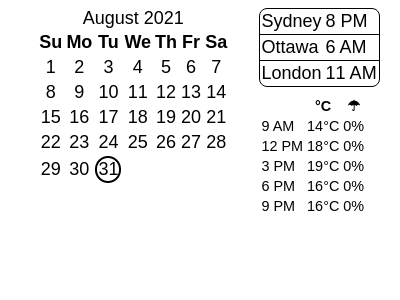 August 2021
Su Mo Tu We Th Fr Sa
1 2 3 4 5 6 7
8 9 10 11 12 13 14
15 16 17 18 19 20 21
22 23 24 25 26 27 28
29 30 31
Sydney 8 PM
Ottawa 6 AM
London 11 AM
°C ☂
9 AM 14°C 0%
12 PM 18°C 0%
3 PM 19°C 0%
6 PM 16°C 0%
9 PM 16°C 0%